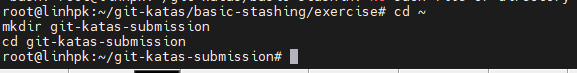 root@linhpk:~/git-katas/basic-stashing/exercise# cd ~
mkdir git-katas-submission
cd git-katas-submission
root@linhpk:~/git-katas-submission#